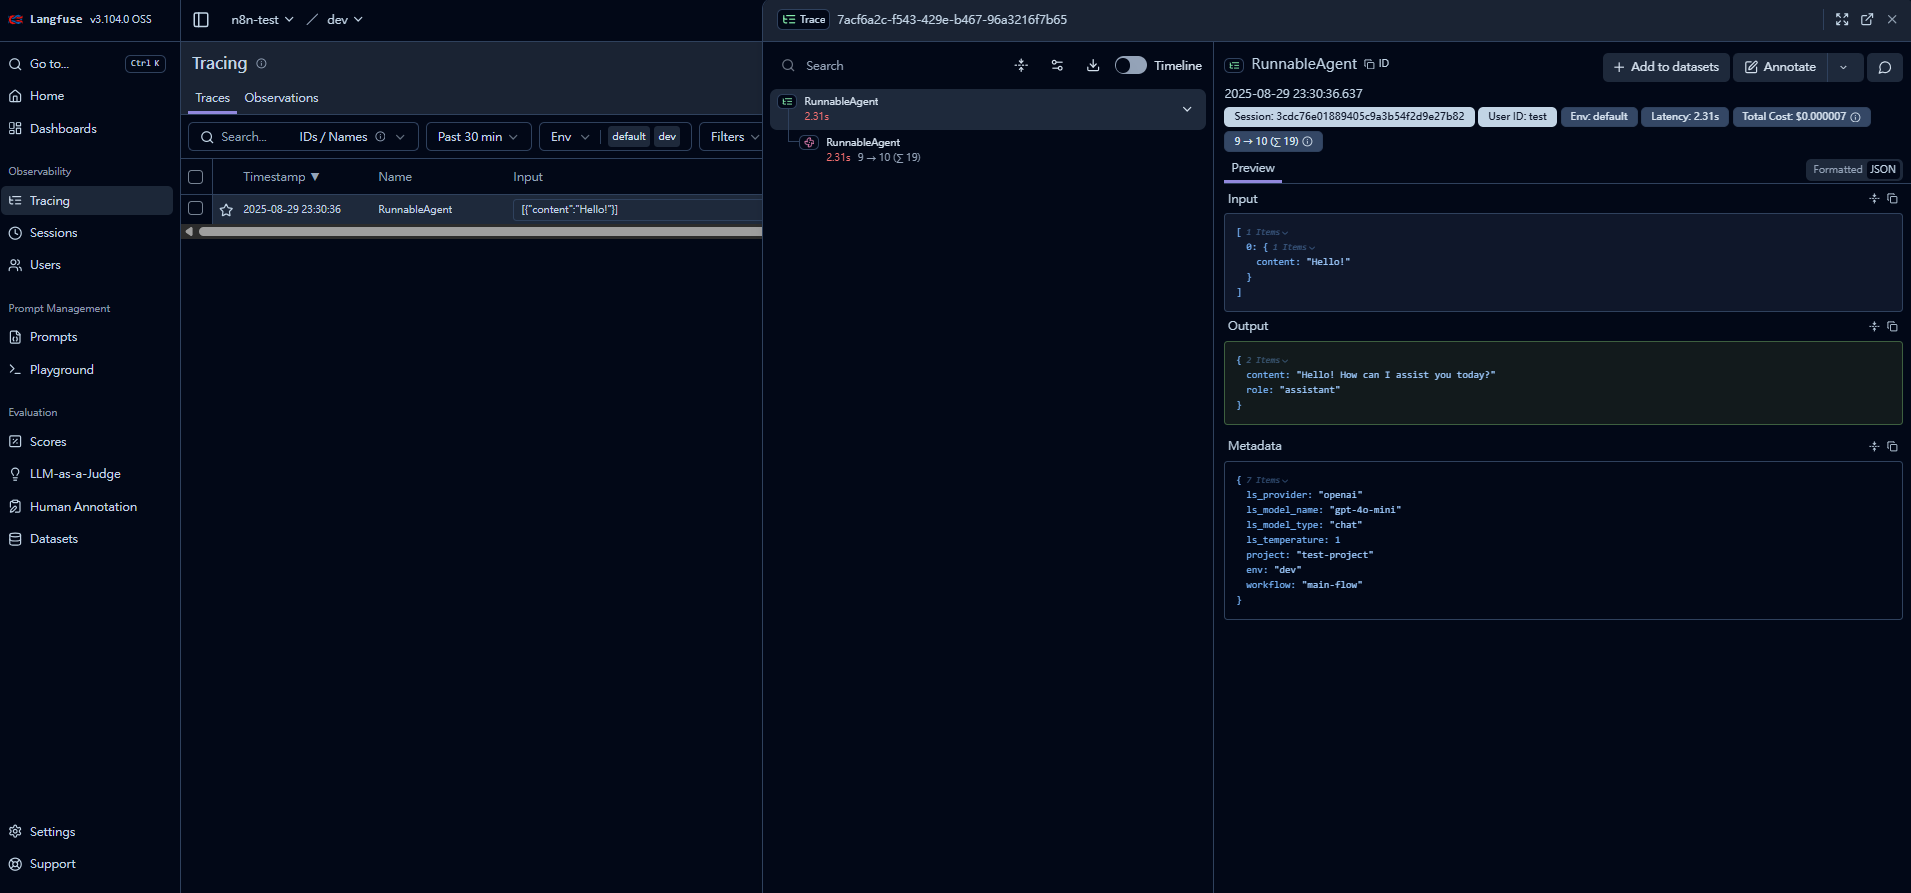 Langfuse v3.104.0 OSS
Go to... Ctrl K
Home
Dashboards
Observability
Tracing
Sessions
Users
Prompt Management
Prompts
Playground
Evaluation
Scores
LLM-as-a-Judge
Human Annotation
Datasets
Settings
Support
n8n-test / dev
Tracing
Traces Observations
Search... IDs / Names Past 30 min Env default dev Filters
Timestamp ▼ Name Input
2025-08-29 23:30:36 RunnableAgent [{"content":"Hello!"}]
Trace 7acf6a2c-f543-429e-b467-96a3216f7b65
Search Timeline
RunnableAgent
2.31s
RunnableAgent
2.31s 9 → 10 (∑ 19)
RunnableAgent ID
Add to datasets Annotate
2025-08-29 23:30:36.637
Session: 3cdc76e01889405c9a3b54f2d9e27b82 User ID: test Env: default Latency: 2.31s Total Cost: $0.000007
9 → 10 (∑ 19)
Preview Formatted JSON
Input
[ 1 Items
0: { 1 Items
content: "Hello!"
}
]
Output
{ 2 Items
content: "Hello! How can I assist you today?"
role: "assistant"
}
Metadata
{ 7 Items
ls_provider: "openai"
ls_model_name: "gpt-4o-mini"
ls_model_type: "chat"
ls_temperature: 1
project: "test-project"
env: "dev"
workflow: "main-flow"
}